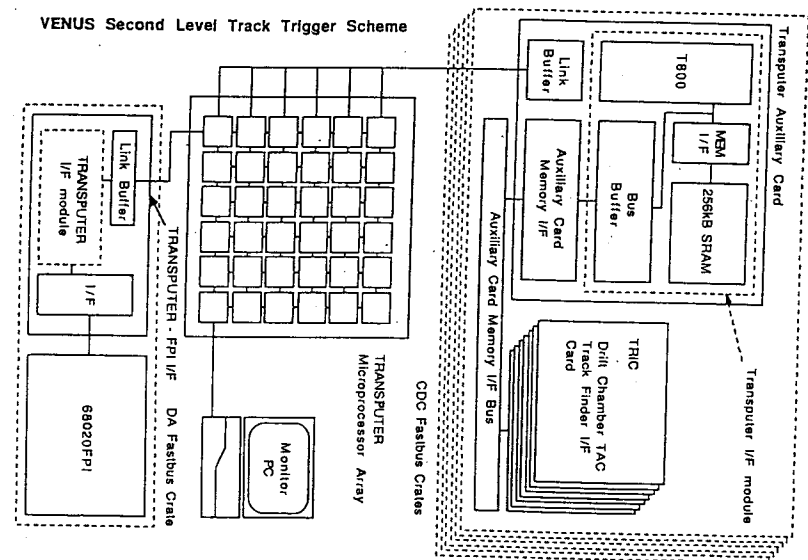 VENUS Second Level Track Trigger Scheme
Transputer Auxiliary Card
T800
MEM
I/F
256kB SRAM
Link
Buffer
Bus
Buffer
Auxiliary Card
Memory I/F
Transputer I/F module
Auxiliary Card Memory I/F Bus
TRIC
Drift Chamber TAC
Track Finder I/F
Card
CDC Fastbus Crates
TRANSPUTER
Microprocessor Array
Monitor
PC
Link Buffer
TRANSPUTER
I/F module
I/F
TRANSPUTER - FPI I/F
DA Fastbus Crate
68020FPI